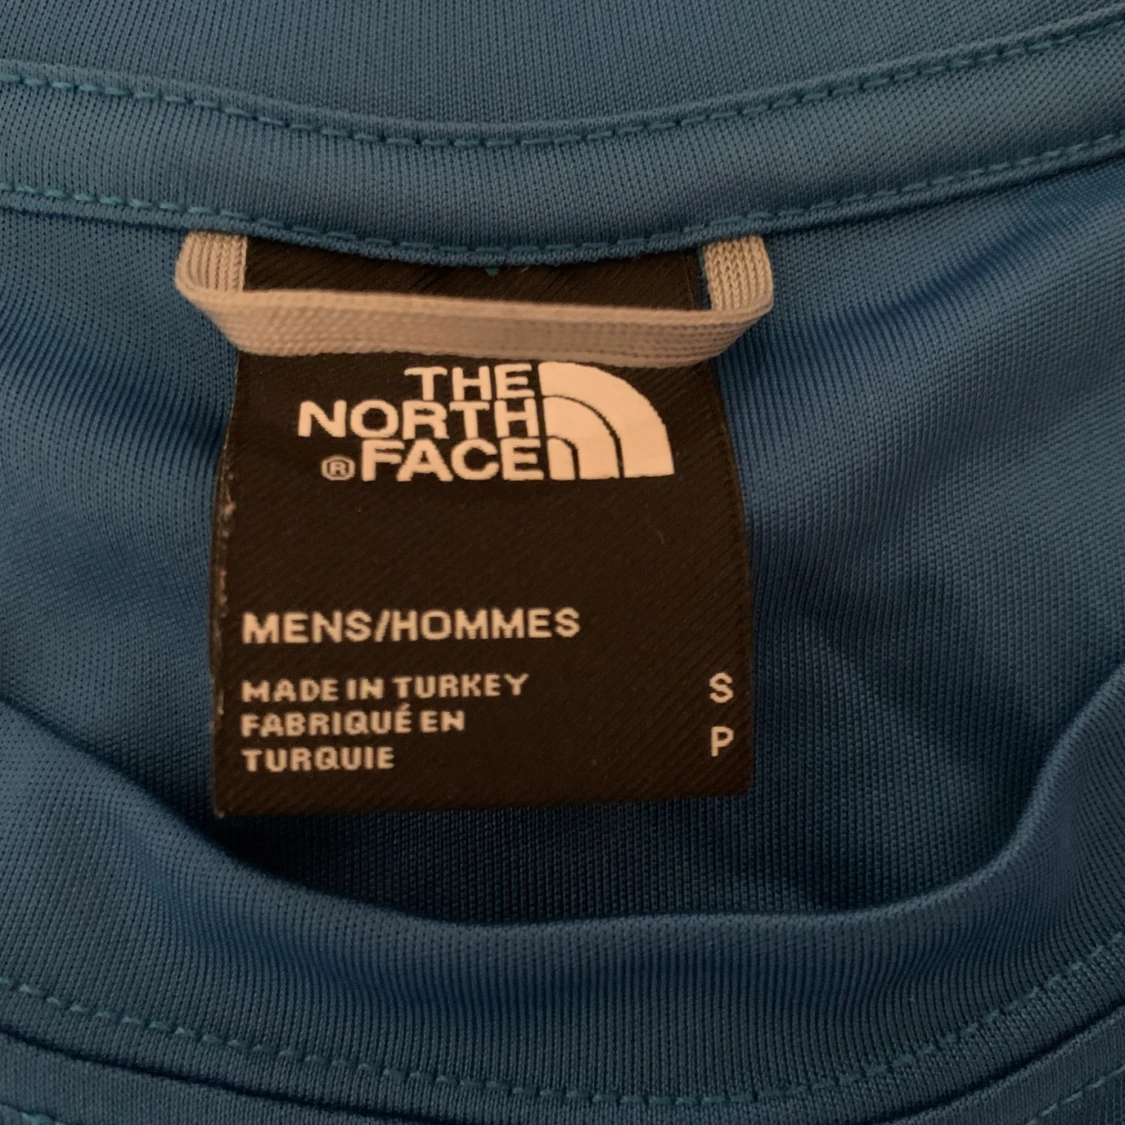 THE
NORTH
®FACE
MENS/HOMMES
MADE IN TURKEY S
FABRIQUÉ EN
TURQUIE P